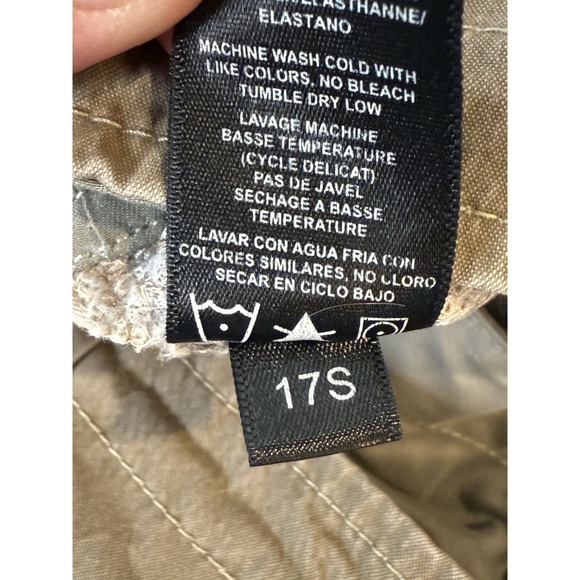 ELASTHANNE/
ELASTANO
MACHINE WASH COLD WITH
LIKE COLORS, NO BLEACH
TUMBLE DRY LOW
LAVAGE MACHINE
BASSE TEMPERATURE
(CYCLE DELICAT)
PAS DE JAVEL
SECHAGE A BASSE
TEMPERATURE
LAVAR CON AGUA FRIA CON
COLORES SIMILARES, NO CLORO
SECAR EN CICLO BAJO
17S